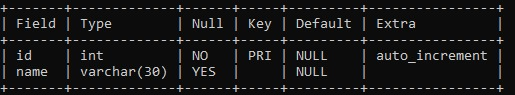 +-------+-------------+------+-----+---------+----------------+
| Field | Type        | Null | Key | Default | Extra          |
+-------+-------------+------+-----+---------+----------------+
| id    | int         | NO   | PRI | NULL    | auto_increment |
| name  | varchar(30) | YES  |     | NULL    |                |
+-------+-------------+------+-----+---------+----------------+